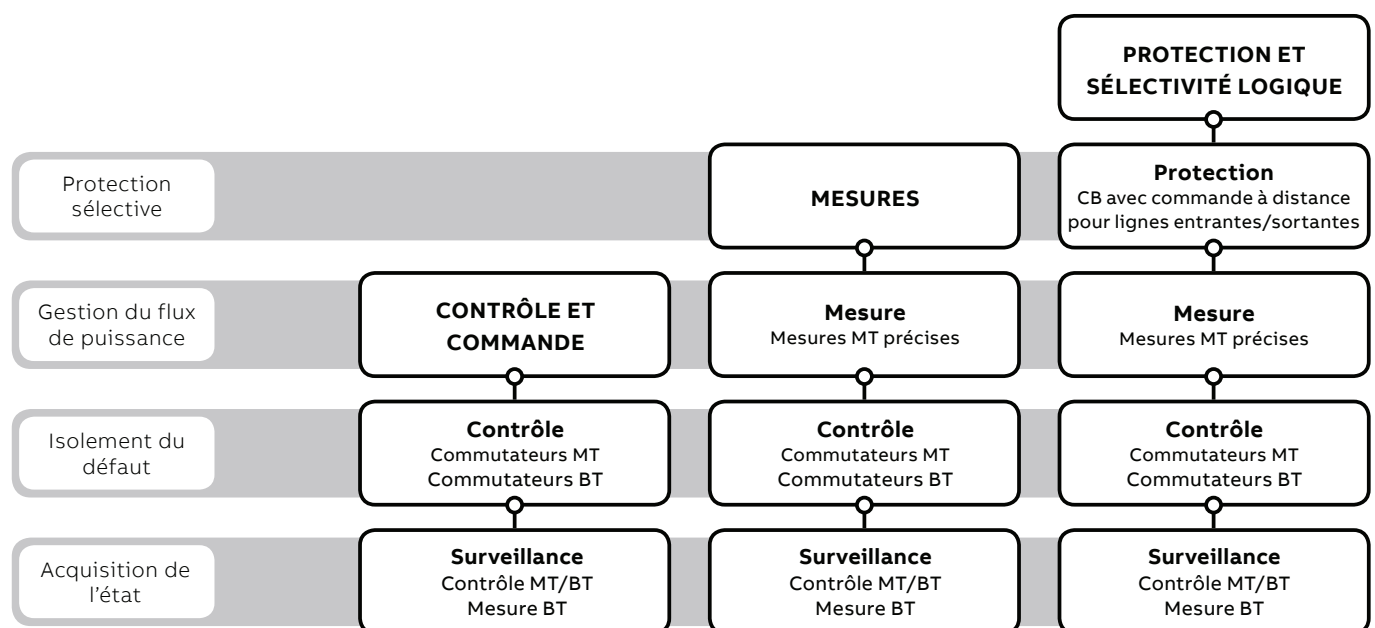 PROTECTION ET
SÉLECTIVITÉ LOGIQUE
Protection
sélective
MESURES
Protection
CB avec commande à distance
pour lignes entrantes/sortantes
Gestion du flux
de puissance
CONTRÔLE ET
COMMANDE
Mesure
Mesures MT précises
Mesure
Mesures MT précises
Isolement du
défaut
Contrôle
Commutateurs MT
Commutateurs BT
Contrôle
Commutateurs MT
Commutateurs BT
Contrôle
Commutateurs MT
Commutateurs BT
Acquisition de
l'état
Surveillance
Contrôle MT/BT
Mesure BT
Surveillance
Contrôle MT/BT
Mesure BT
Surveillance
Contrôle MT/BT
Mesure BT